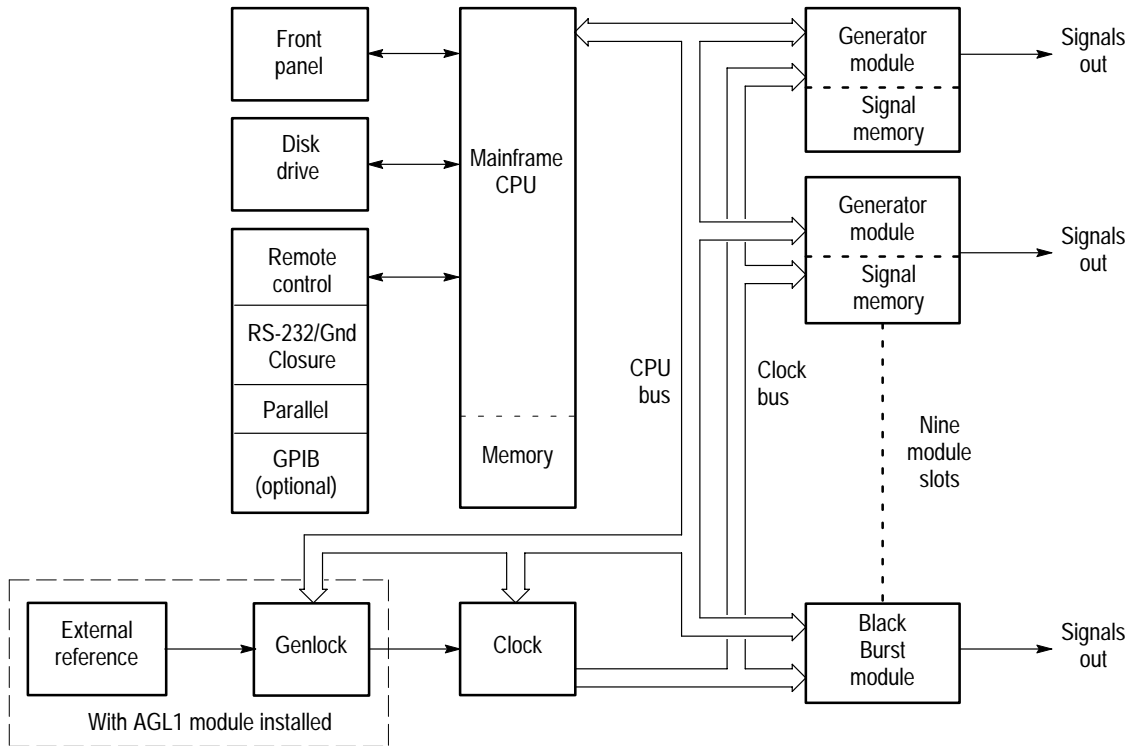 Front
panel
Disk
drive
Remote
control
RS-232/Gnd
Closure
Parallel
GPIB
(optional)
Mainframe
CPU
Memory
Generator
module
Signal
memory
Signals
out
Generator
module
Signal
memory
Signals
out
CPU
bus
Clock
bus
Nine
module
slots
External
reference
Genlock
Clock
Black
Burst
module
Signals
out
With AGL1 module installed